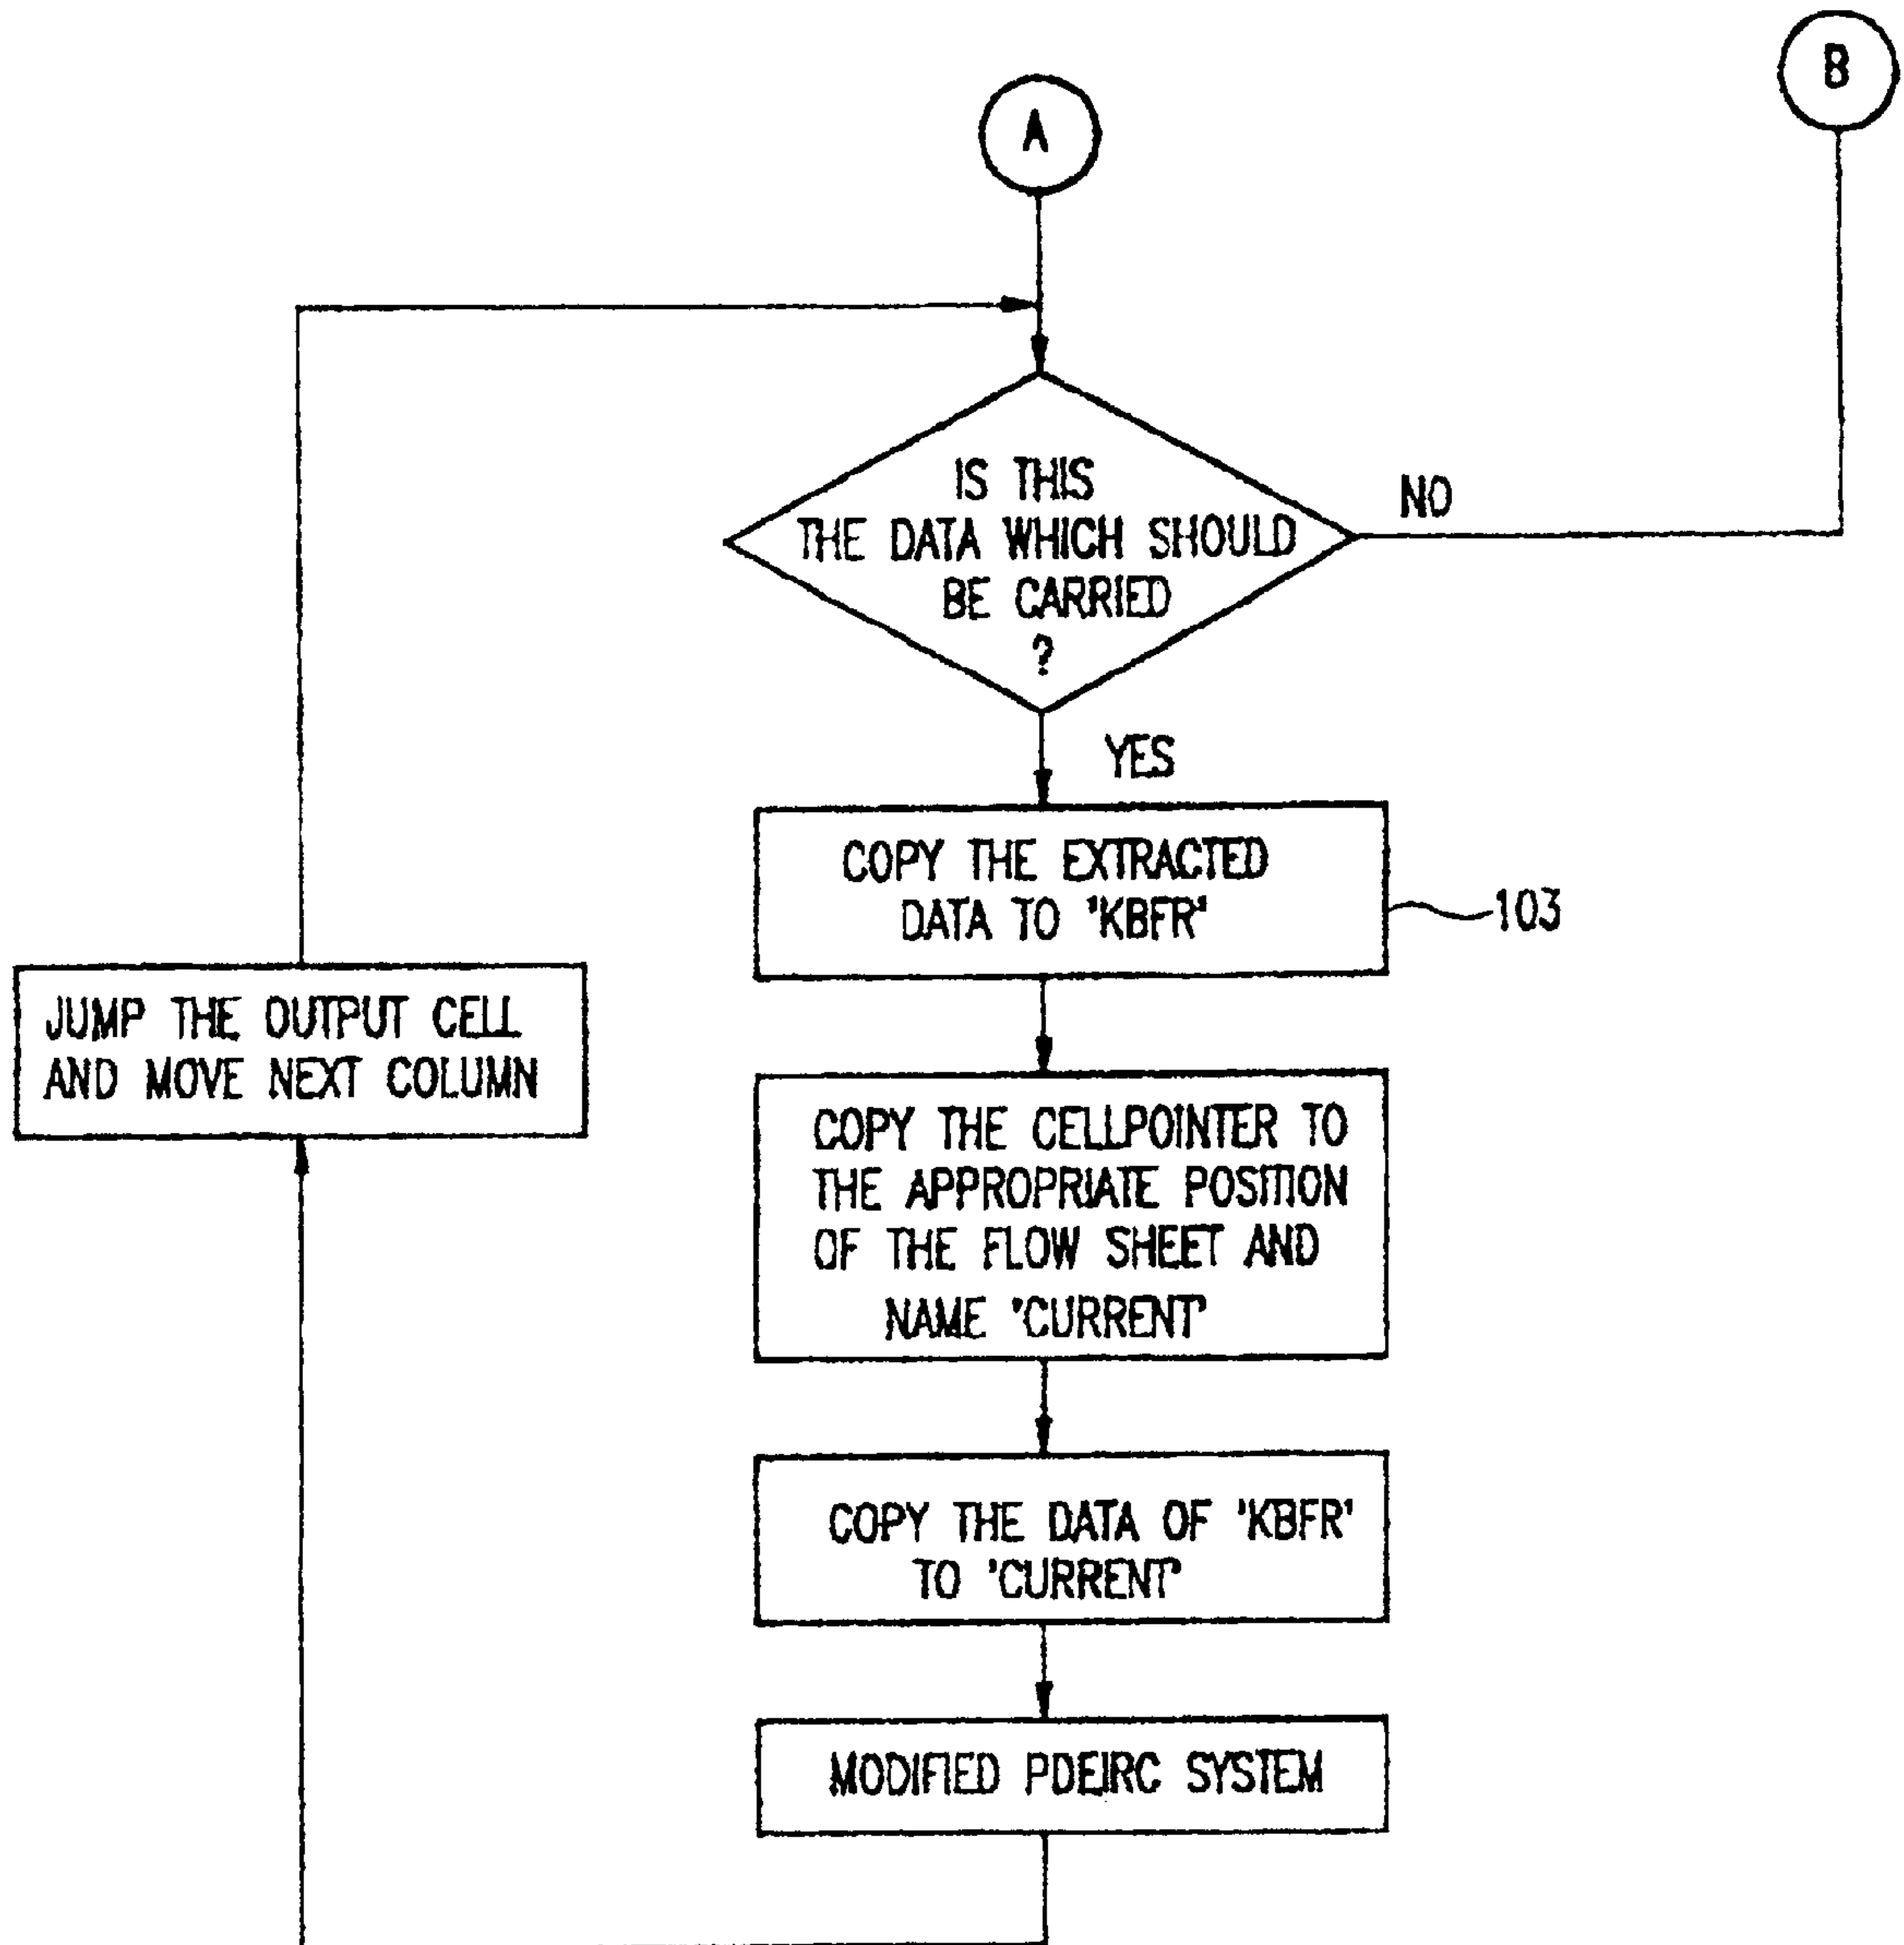 B
A
IS THIS
THE DATA WHICH SHOULD
BE CARRIED
?
NO
YES
COPY THE EXTRACTED
DATA TO 'KBFR'
103
JUMP THE OUTPUT CELL
AND MOVE NEXT COLUMN
COPY THE CELLPOINTER TO
THE APPROPRIATE POSITION
OF THE FLOW SHEET AND
NAME 'CURRENT'
COPY THE DATA OF 'KBFR'
TO 'CURRENT'
MODIFIED PDEIRC SYSTEM